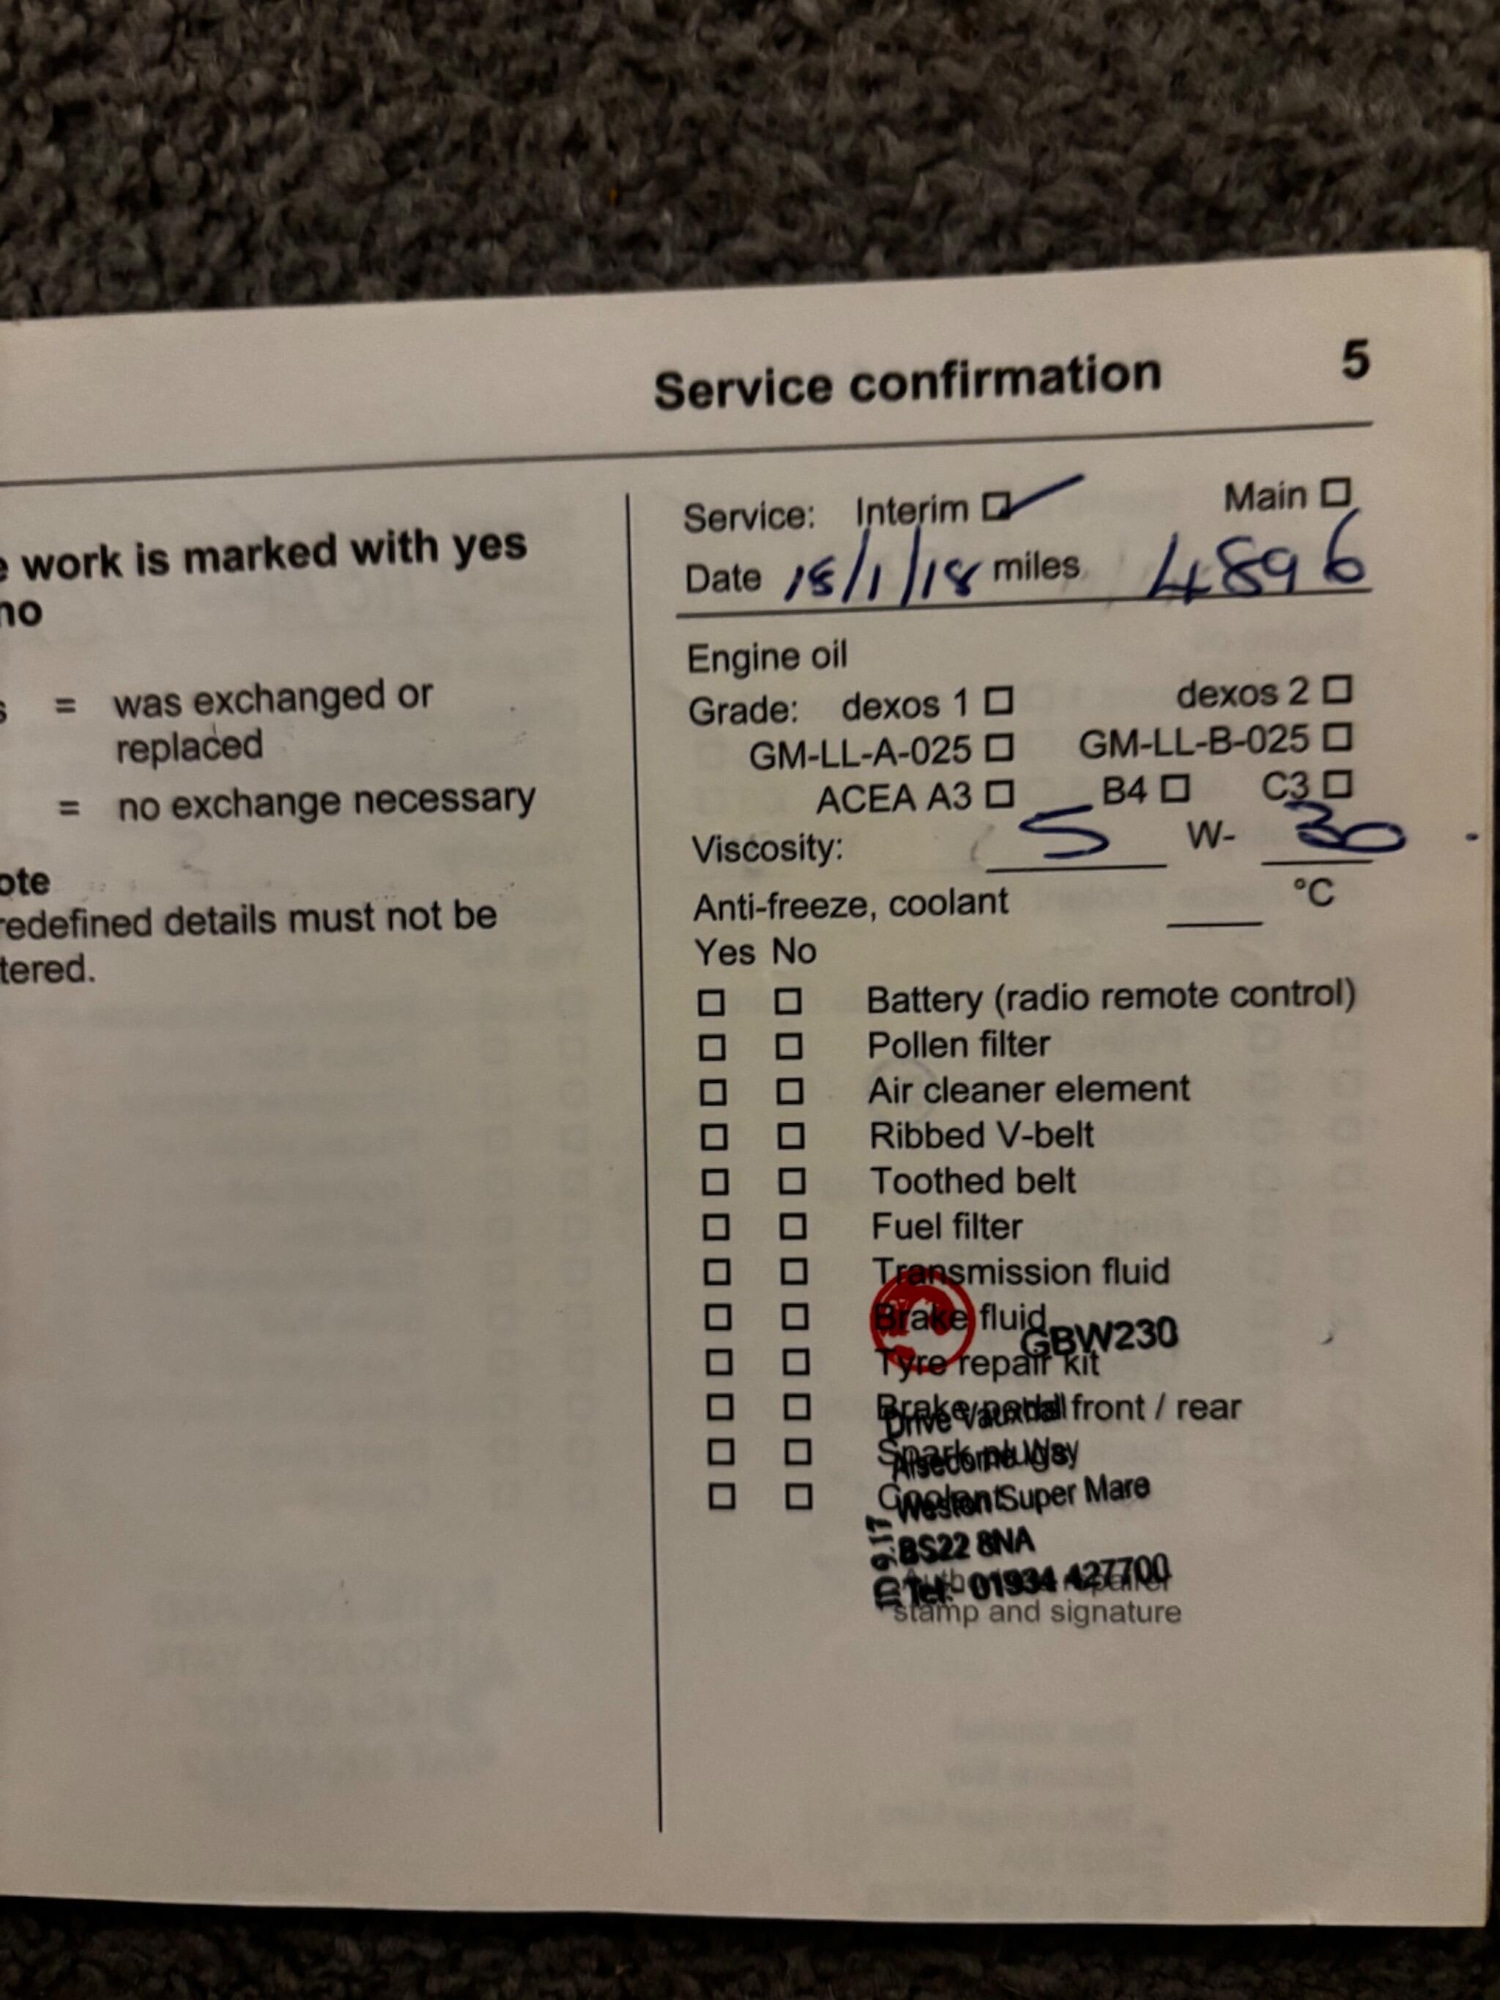 Service confirmation 5
work is marked with yes
no
= was exchanged or
replaced
= no exchange necessary
ote
redefined details must not be
tered.
Service: Interim Main
Date 18/1/18 miles 4896
Engine oil
Grade: dexos 1 dexos 2
GM-LL-A-025 GM-LL-B-025
ACEA A3 B4 C3
Viscosity: 5 W- 30
Anti-freeze, coolant °C
Yes No
Battery (radio remote control)
Pollen filter
Air cleaner element
Ribbed V-belt
Toothed belt
Fuel filter
Transmission fluid
Brake fluid
GBW230
Tyre repair kit
Brake front / rear
Drive Vauxhall
Spark plugs
Way
Coolant
Weston Super Mare
BS22 8NA
Tel: 01934 427700
stamp and signature